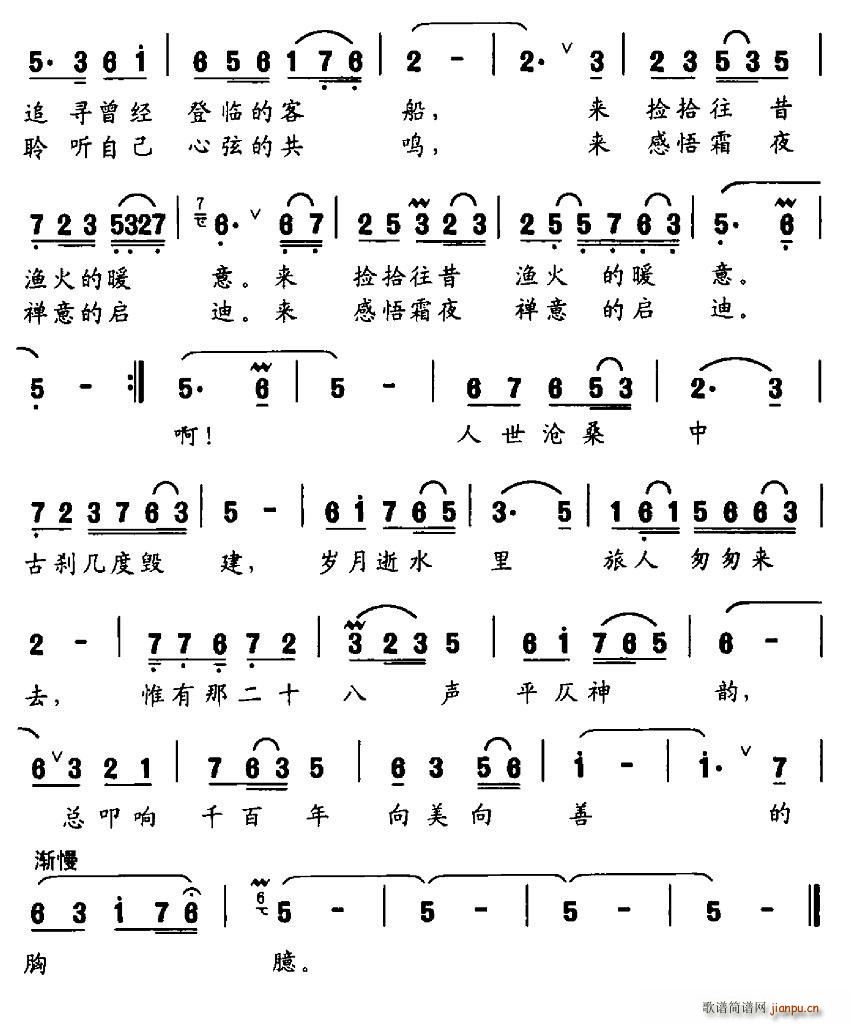 5. 3 6 i | 6 5 6 1 7 6 | 2 - | 2. ∨ 3 | 2 3 5 3 5 |
追 寻曾经 登临的客 船， 来 捡拾往 昔
聆 听自己 心弦的共 鸣， 来 感悟霜 夜
7 2 3 5327 | 7 6. ∨ 6 7 | 2 5 3 2 3 | 2 5 5 7 6 3 | 5. 6 |
渔火的暖 意。来 捡拾往昔 渔火 的暖 意。
禅意的启 迪。来 感悟霜夜 禅意 的启 迪。
5 - :| 5. 6 | 5 - | 6 7 6 5 3 | 2. 3 |
啊！ 人世沧桑 中
7 2 3 7 6 3 | 5 - | 6 i 7 6 5 | 3. 5 | 1 6 1 5 6 6 3 |
古刹几度毁 建， 岁月逝水 里 旅人 匆匆来
2 - | 7 7 6 7 2 | 3 2 3 5 | 6 i 7 6 5 | 6 - |
去， 惟有那二十 八 声 平仄神 韵，
6 ∨ 3 2 1 | 7 6 3 5 | 6 3 5 6 | i - | i. ∨ 7 |
总叩响 千百 年 向美向 善 的
渐慢
6 3 i 7 6 | 5 - | 5 - | 5 - | 5 - ||
胸 臆。
歌谱简谱网 jianpu.cn